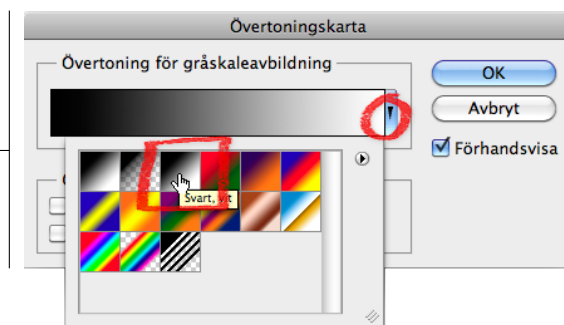 Övertoningskarta
Övertoning för gråskaleavbildning
OK
Avbryt
Förhandsvisa
Svart, vit